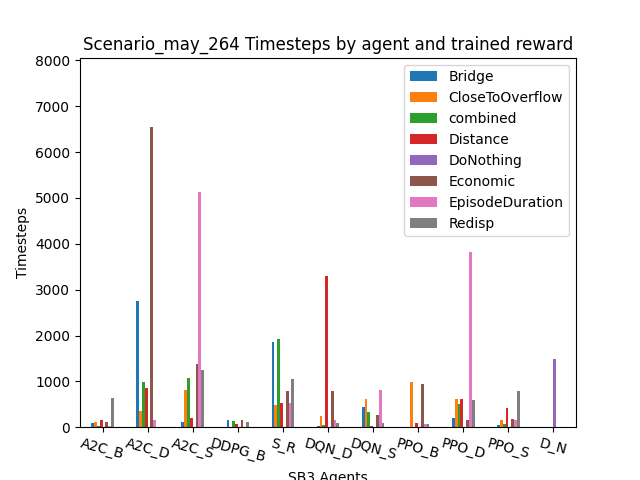 Scenario_may_264 Timesteps by agent and trained reward
8000
7000
6000
5000
4000
3000
2000
1000
0
Timesteps
Bridge
CloseToOverflow
combined
Distance
DoNothing
Economic
EpisodeDuration
Redisp
A2C_B
A2C_D
A2C_S
DDPG_B
S_R
DQN_D
DQN_S
PPO_B
PPO_D
PPO_S
D_N
SB3 Agents